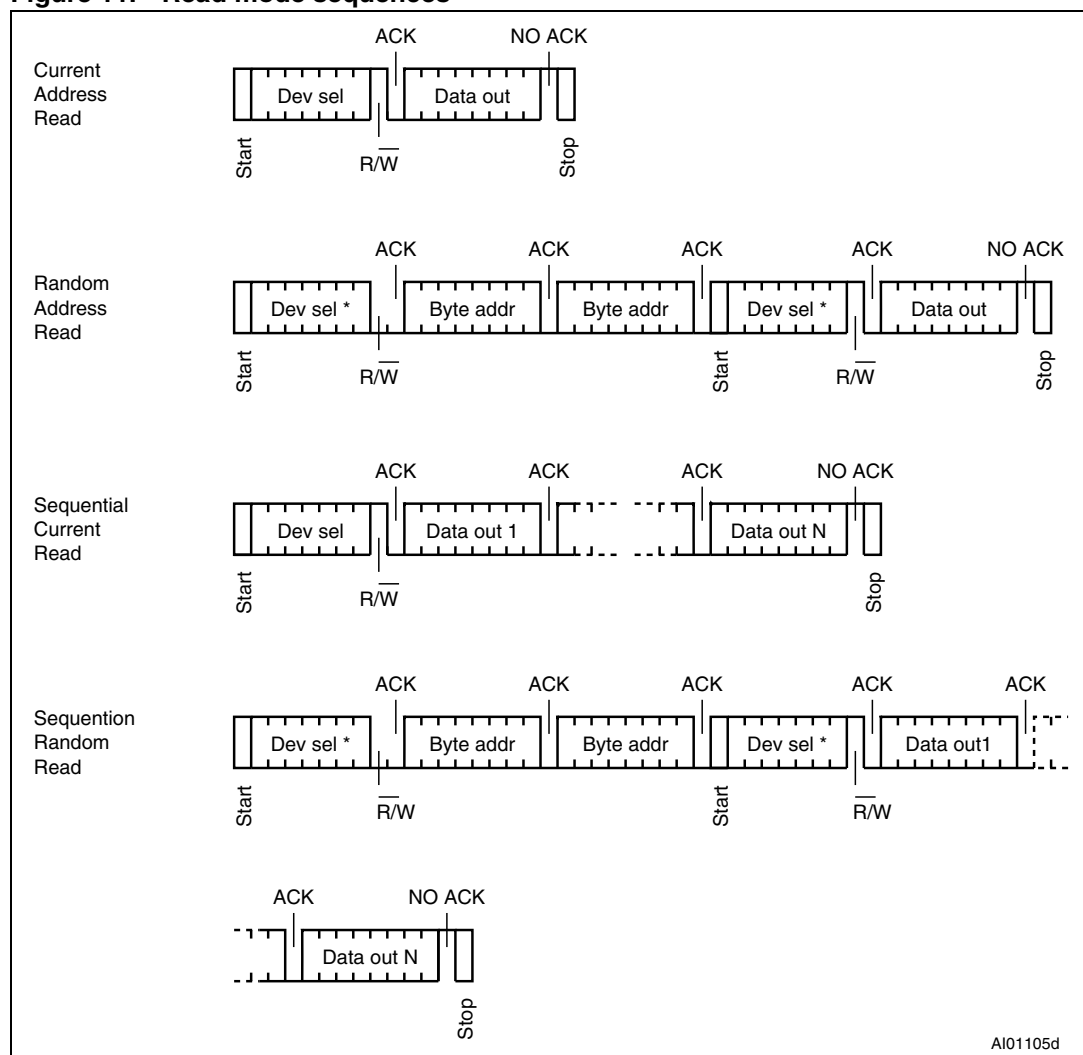 Figure Read mode sequences
ACK NO ACK
Current
Address
Read
Dev sel Data out
Start R/W̅ Stop
ACK ACK ACK ACK NO ACK
Random
Address
Read
Dev sel * Byte addr Byte addr Dev sel * Data out
Start R/W̅ Start R/W̅ Stop
ACK ACK ACK NO ACK
Sequential
Current
Read
Dev sel Data out 1 Data out N
Start R/W̅ Stop
ACK ACK ACK ACK ACK
Sequention
Random
Read
Dev sel * Byte addr Byte addr Dev sel * Data out1
Start R̅/W Start R̅/W
ACK NO ACK
Data out N
Stop
AI01105d